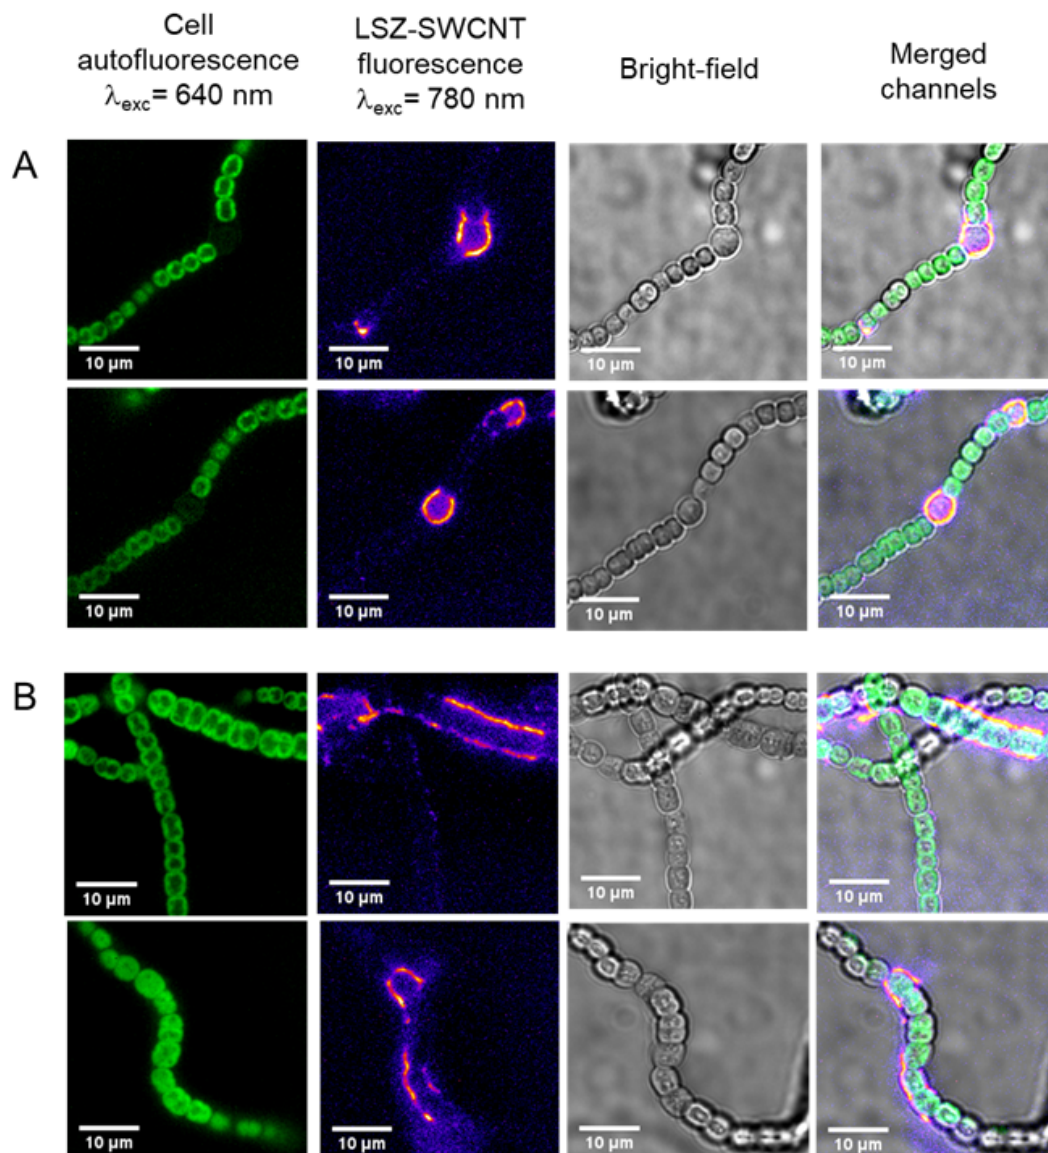 Cell
autofluorescence
λexc= 640 nm
LSZ-SWCNT
fluorescence
λexc= 780 nm
Bright-field
Merged
channels
A
10 µm
10 µm
10 µm
10 µm
10 µm
10 µm
10 µm
10 µm
B
10 µm
10 µm
10 µm
10 µm
10 µm
10 µm
10 µm
10 µm